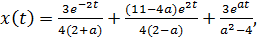 x(t) = \frac{3e^{-2t}}{4(2+a)} + \frac{(11-4a)e^{2t}}{4(2-a)} + \frac{3e^{at}}{a^2-4},